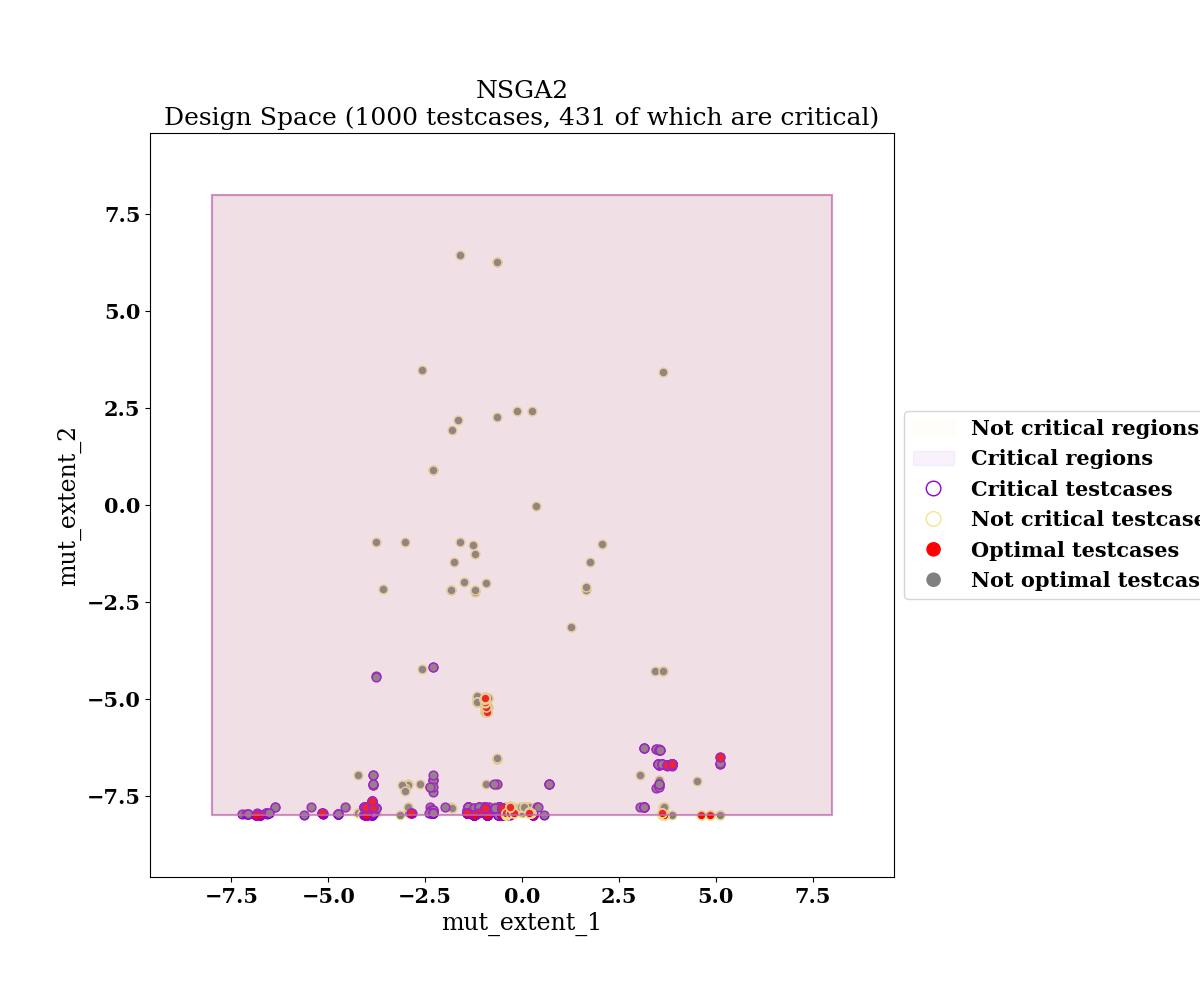 NSGA2
Design Space (1000 testcases, 431 of which are critical)
7.5
5.0
2.5
0.0
−2.5
−5.0
−7.5
mut_extent_2
−7.5 −5.0 −2.5 0.0 2.5 5.0 7.5
mut_extent_1
Not critical regions
Critical regions
Critical testcases
Not critical testcase
Optimal testcases
Not optimal testcas